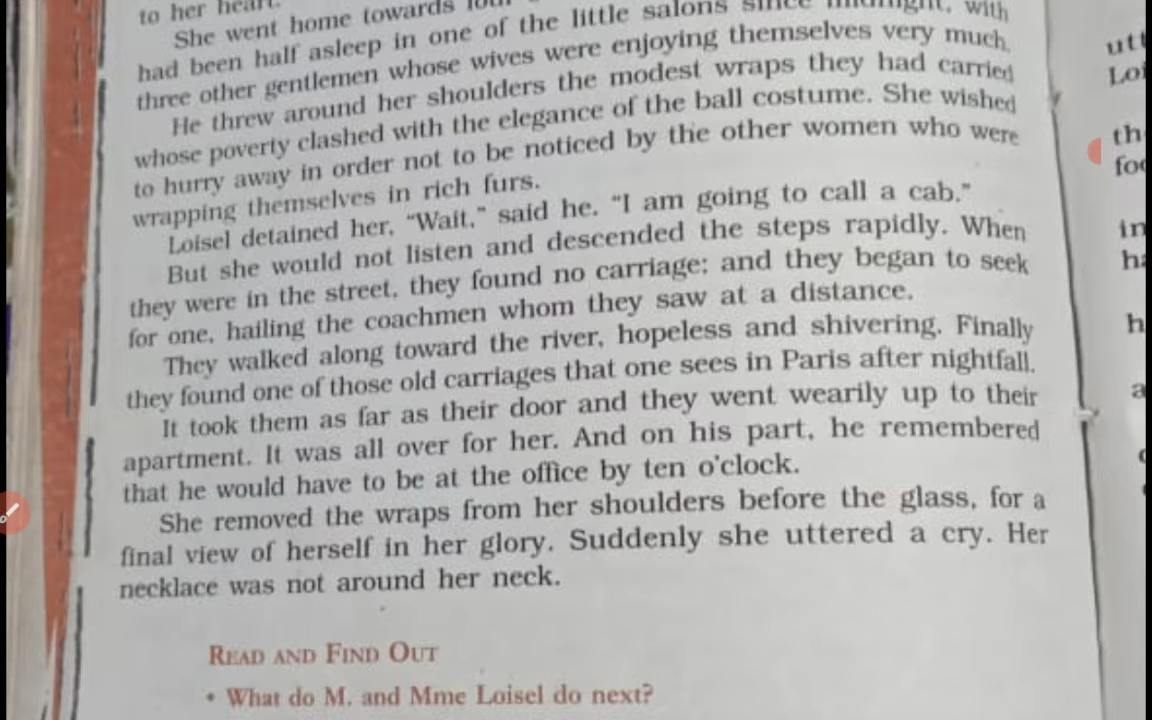 to her heart.
She went home towards
had been half asleep in one of the little salons since midnight, with
three other gentlemen whose wives were enjoying themselves very much.
He threw around her shoulders the modest wraps they had carried
whose poverty clashed with the elegance of the ball costume. She wished
to hurry away in order not to be noticed by the other women who were
wrapping themselves in rich furs.
Loisel detained her, “Wait,” said he. “I am going to call a cab.”
But she would not listen and descended the steps rapidly. When
they were in the street, they found no carriage; and they began to seek
for one, hailing the coachmen whom they saw at a distance.
They walked along toward the river, hopeless and shivering. Finally
they found one of those old carriages that one sees in Paris after nightfall.
It took them as far as their door and they went wearily up to their
apartment. It was all over for her. And on his part, he remembered
that he would have to be at the office by ten o'clock.
She removed the wraps from her shoulders before the glass, for a
final view of herself in her glory. Suddenly she uttered a cry. Her
necklace was not around her neck.
READ AND FIND OUT
• What do M. and Mme Loisel do next?